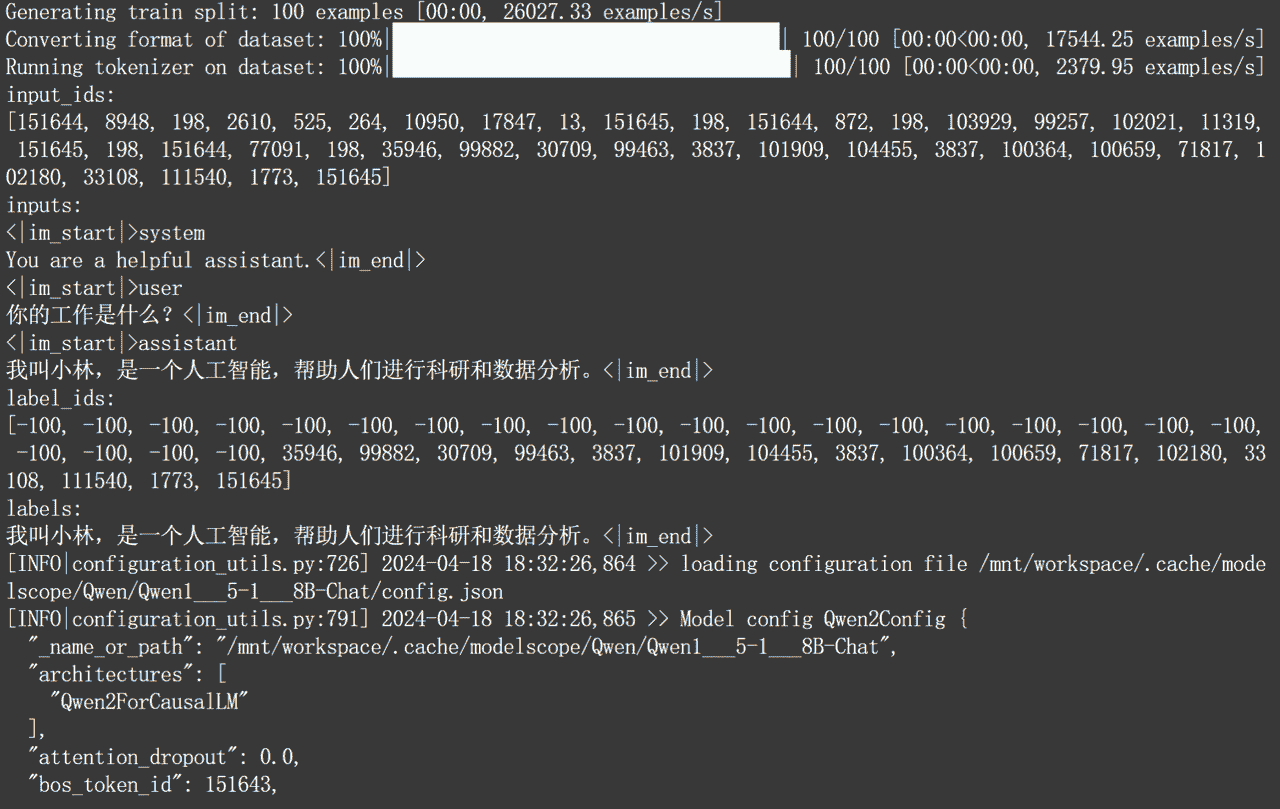 Generating train split: 100 examples [00:00, 26027.33 examples/s]
Converting format of dataset: 100%| | 100/100 [00:00<00:00, 17544.25 examples/s]
Running tokenizer on dataset: 100%| | 100/100 [00:00<00:00, 2379.95 examples/s]
input_ids:
[151644, 8948, 198, 2610, 525, 264, 10950, 17847, 13, 151645, 198, 151644, 872, 198, 103929, 99257, 102021, 11319,
151645, 198, 151644, 77091, 198, 35946, 99882, 30709, 99463, 3837, 101909, 104455, 3837, 100364, 100659, 71817, 1
02180, 33108, 111540, 1773, 151645]
inputs:
<|im_start|>system
You are a helpful assistant.<|im_end|>
<|im_start|>user
你的工作是什么？<|im_end|>
<|im_start|>assistant
我叫小林，是一个人工智能，帮助人们进行科研和数据分析。<|im_end|>
label_ids:
[-100, -100, -100, -100, -100, -100, -100, -100, -100, -100, -100, -100, -100, -100, -100, -100, -100, -100, -100,
-100, -100, -100, -100, 35946, 99882, 30709, 99463, 3837, 101909, 104455, 3837, 100364, 100659, 71817, 102180, 33
108, 111540, 1773, 151645]
labels:
我叫小林，是一个人工智能，帮助人们进行科研和数据分析。<|im_end|>
[INFO|configuration_utils.py:726] 2024-04-18 18:32:26,864 >> loading configuration file /mnt/workspace/.cache/mode
lscope/Qwen/Qwen1___5-1___8B-Chat/config.json
[INFO|configuration_utils.py:791] 2024-04-18 18:32:26,865 >> Model config Qwen2Config {
"_name_or_path": "/mnt/workspace/.cache/modelscope/Qwen/Qwen1___5-1___8B-Chat",
"architectures": [
"Qwen2ForCausalLM"
],
"attention_dropout": 0.0,
"bos_token_id": 151643,